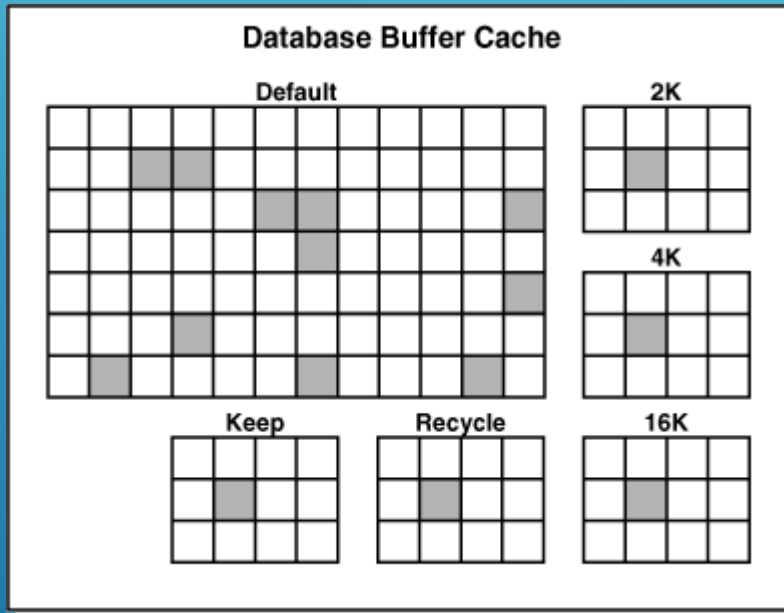 Database Buffer Cache
Default
2K
4K
Keep
Recycle
16K